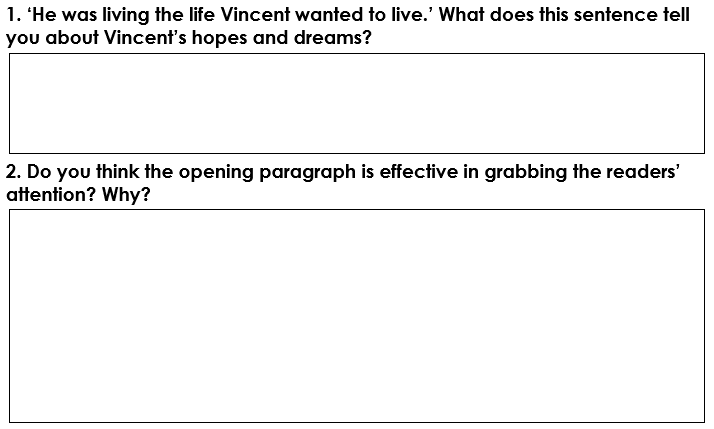 1. ‘He was living the life Vincent wanted to live.’ What does this sentence tell
you about Vincent’s hopes and dreams?
2. Do you think the opening paragraph is effective in grabbing the readers’
attention? Why?